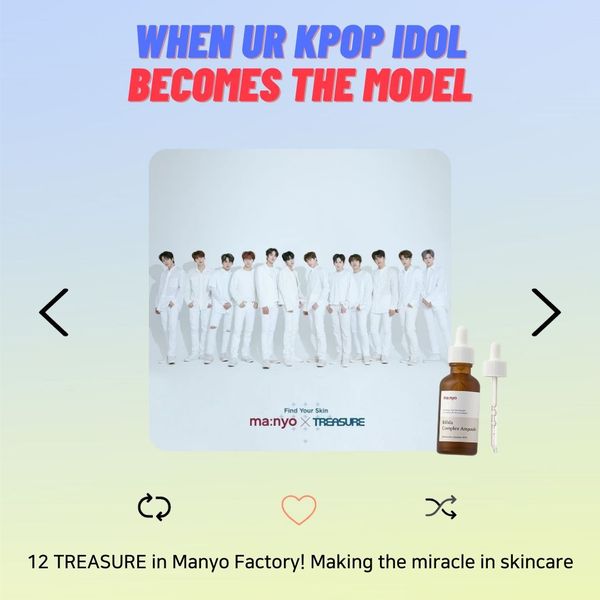 WHEN UR KPOP IDOL
BECOMES THE MODEL
Find Your Skin
ma:nyo X TREASURE
ma:nyo
Bifida
Complex Ampoule
12 TREASURE in Manyo Factory! Making the miracle in skincare